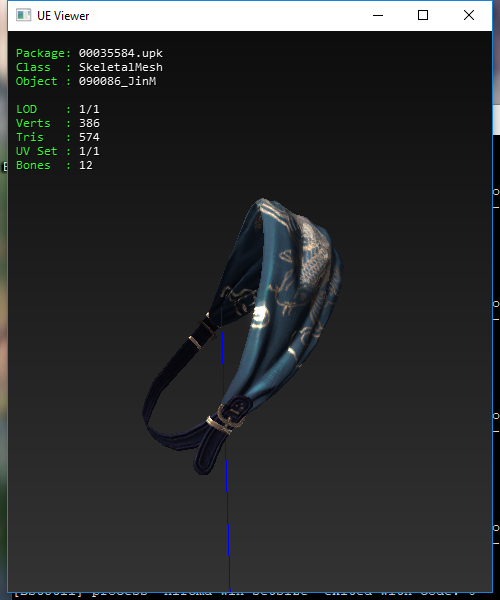 UE Viewer
Package: 00035584.upk
Class : SkeletalMesh
Object : 090086_JinM
LOD : 1/1
Verts : 386
Tris : 574
UV Set : 1/1
Bones : 12